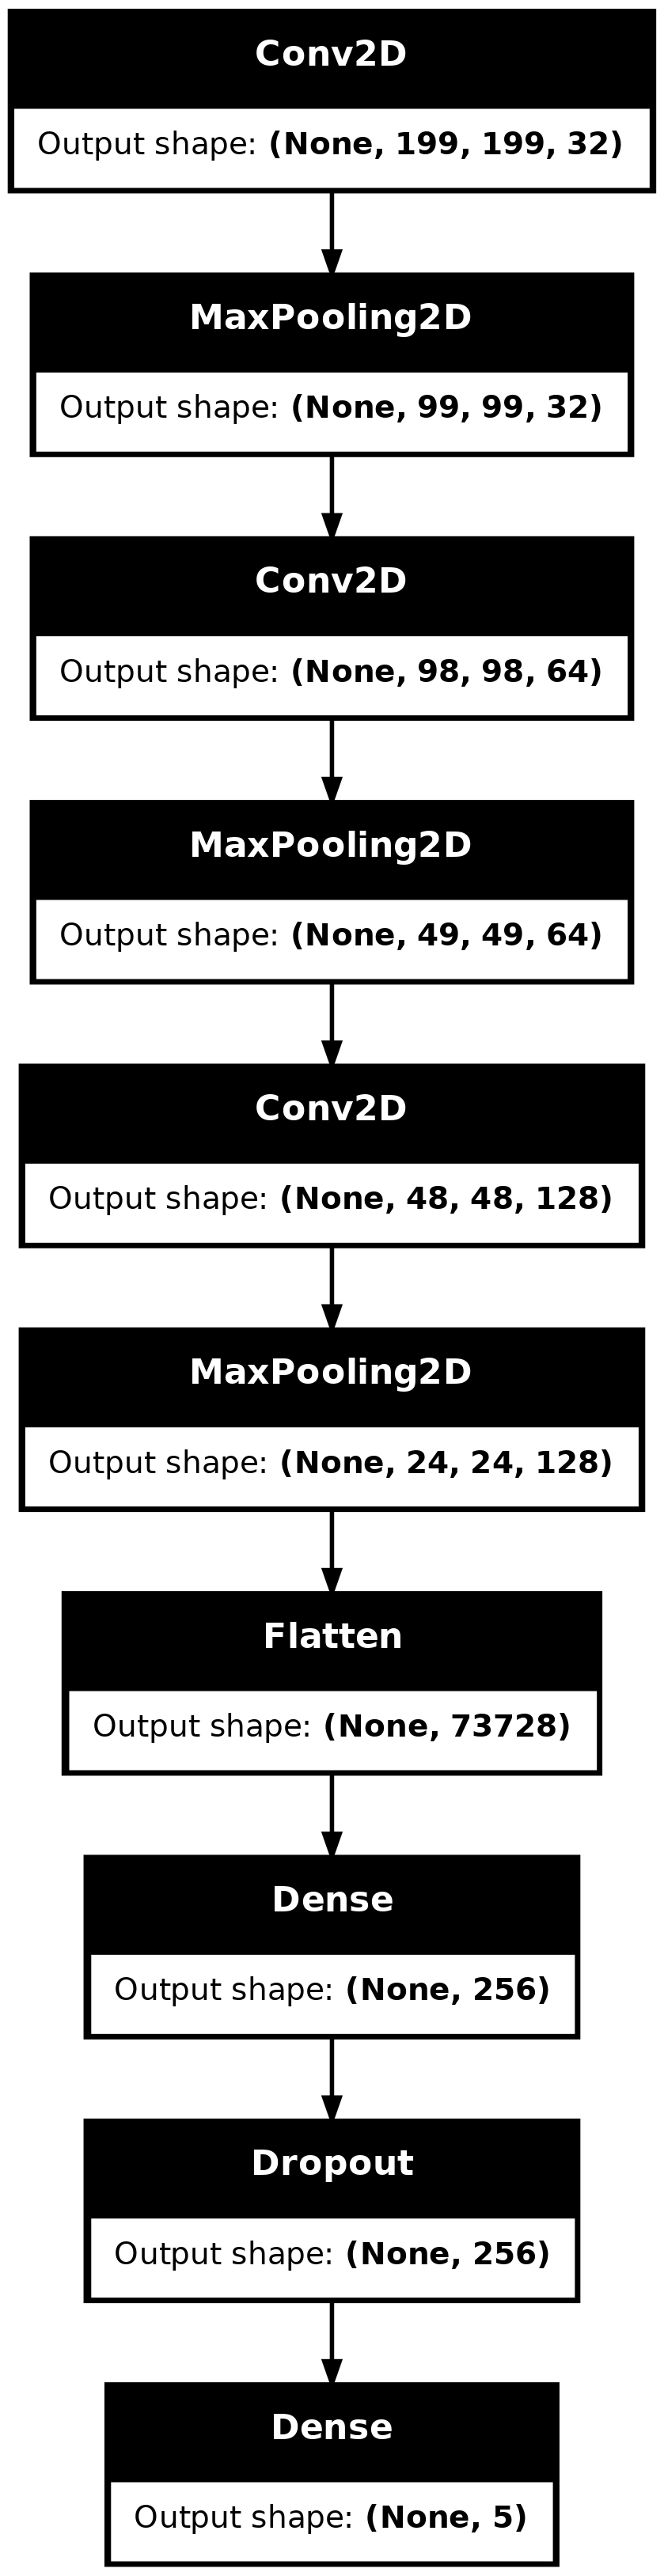 Conv2D
Output shape: (None, 199, 199, 32)
MaxPooling2D
Output shape: (None, 99, 99, 32)
Conv2D
Output shape: (None, 98, 98, 64)
MaxPooling2D
Output shape: (None, 49, 49, 64)
Conv2D
Output shape: (None, 48, 48, 128)
MaxPooling2D
Output shape: (None, 24, 24, 128)
Flatten
Output shape: (None, 73728)
Dense
Output shape: (None, 256)
Dropout
Output shape: (None, 256)
Dense
Output shape: (None, 5)